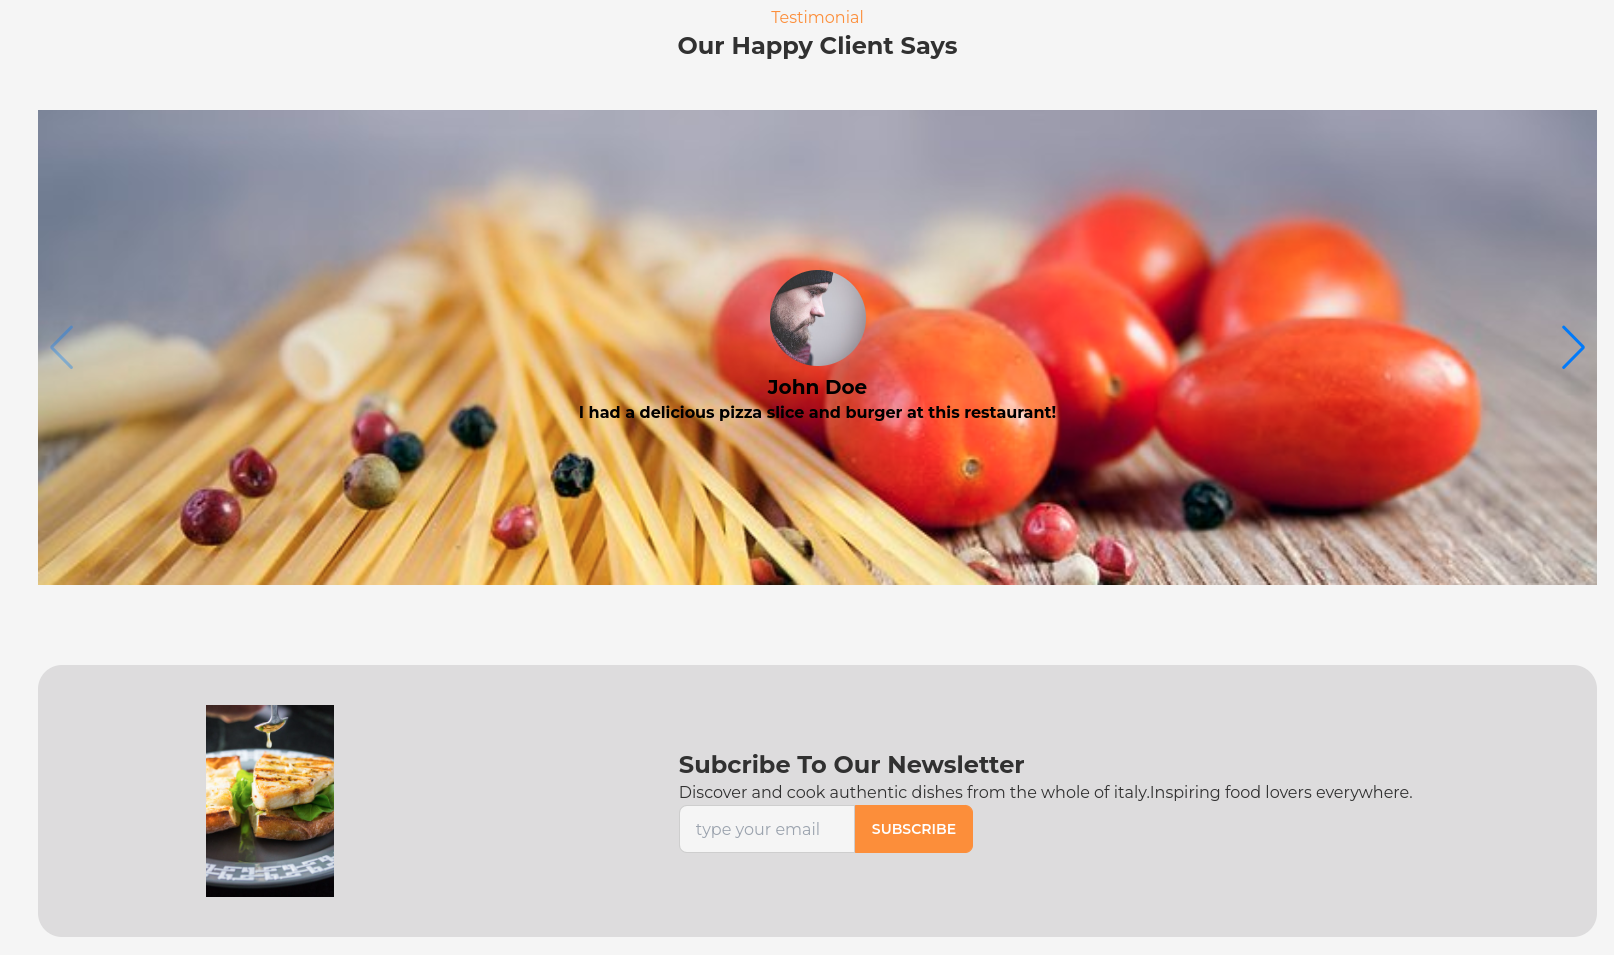 Testimonial
Our Happy Client Says
John Doe
I had a delicious pizza slice and burger at this restaurant!
Subcribe To Our Newsletter
Discover and cook authentic dishes from the whole of italy.Inspiring food lovers everywhere.
type your email
SUBSCRIBE